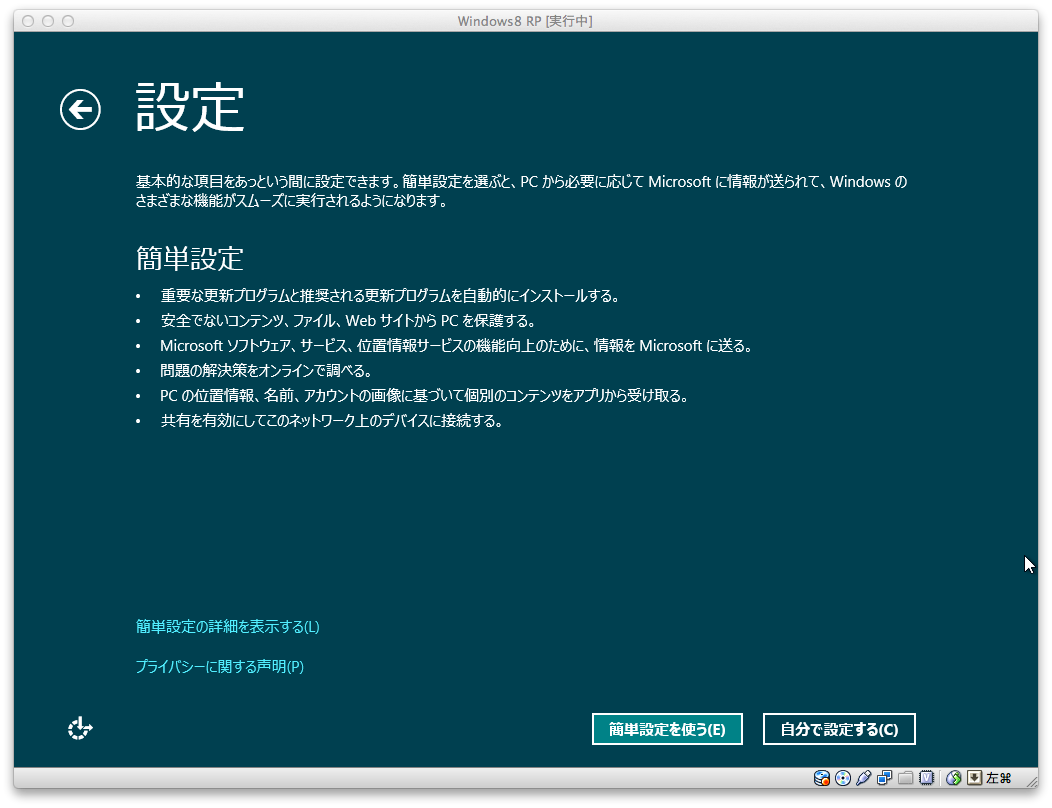 Windows8 RP [実行中]
設定
基本的な項目をあっという間に設定できます。簡単設定を選ぶと、PC から必要に応じて Microsoft に情報が送られて、Windows の
さまざまな機能がスムーズに実行されるようになります。
簡単設定
• 重要な更新プログラムと推奨される更新プログラムを自動的にインストールする。
• 安全でないコンテンツ、ファイル、Web サイトから PC を保護する。
• Microsoft ソフトウェア、サービス、位置情報サービスの機能向上のために、情報を Microsoft に送る。
• 問題の解決策をオンラインで調べる。
• PC の位置情報、名前、アカウントの画像に基づいて個別のコンテンツをアプリから受け取る。
• 共有を有効にしてこのネットワーク上のデバイスに接続する。
簡単設定の詳細を表示する(L)
プライバシーに関する声明(P)
簡単設定を使う(E) 自分で設定する(C)
左⌘